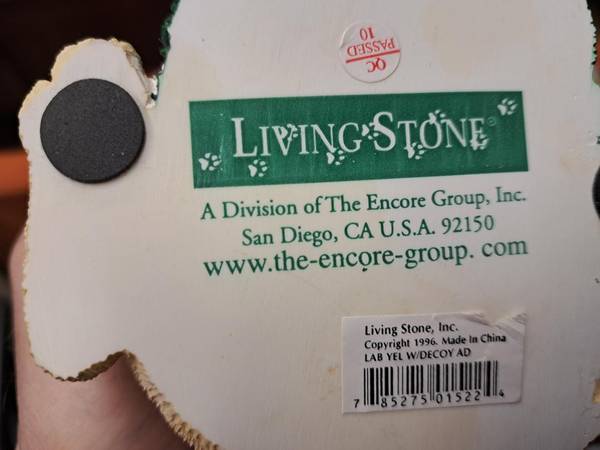 QC
PASSED
10
LIVING STONE®
A Division of The Encore Group, Inc.
San Diego, CA U.S.A. 92150
www.the-encore-group. com
Living Stone, Inc.
Copyright 1996. Made In China
LAB YEL W/DECOY AD
7 85275 01522 4